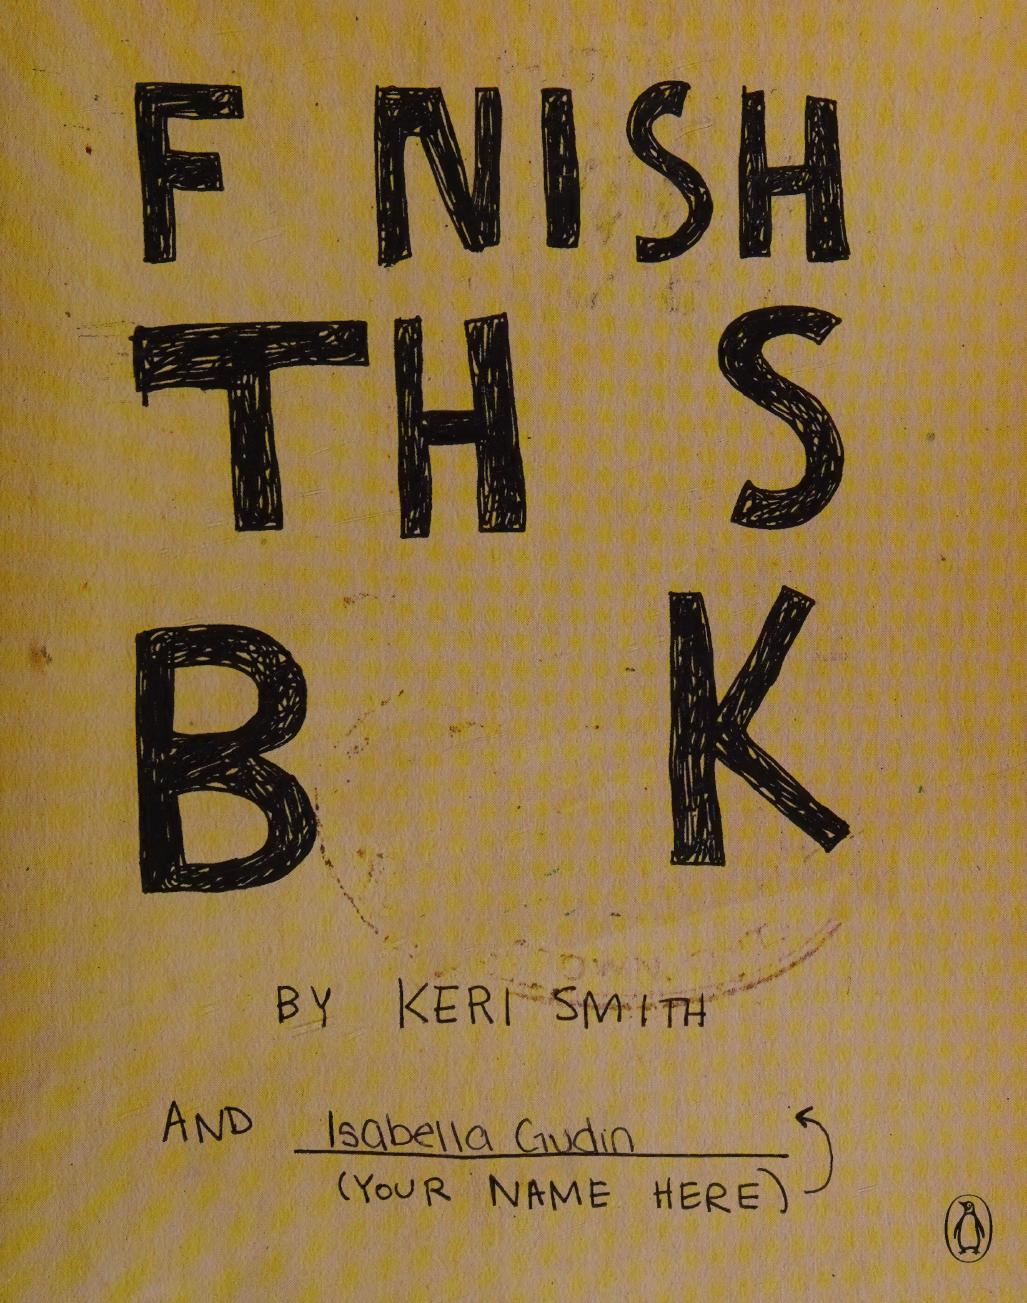 F NISH
TH S
B K
BY KERI SMITH
AND Isabella Gudin
(YOUR NAME HERE)